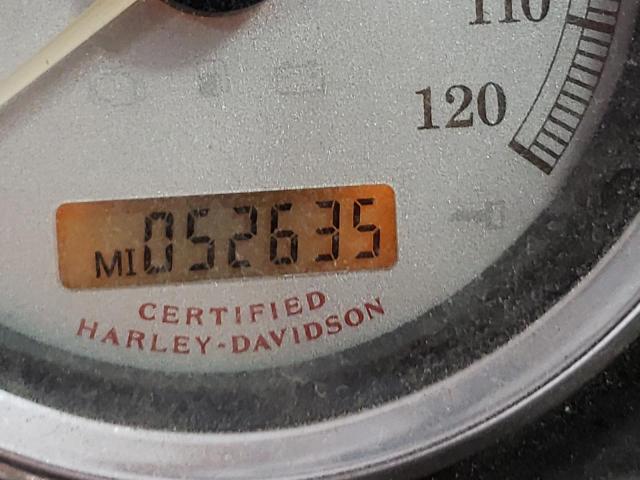 110
120
MI 052635
CERTIFIED
HARLEY-DAVIDSON